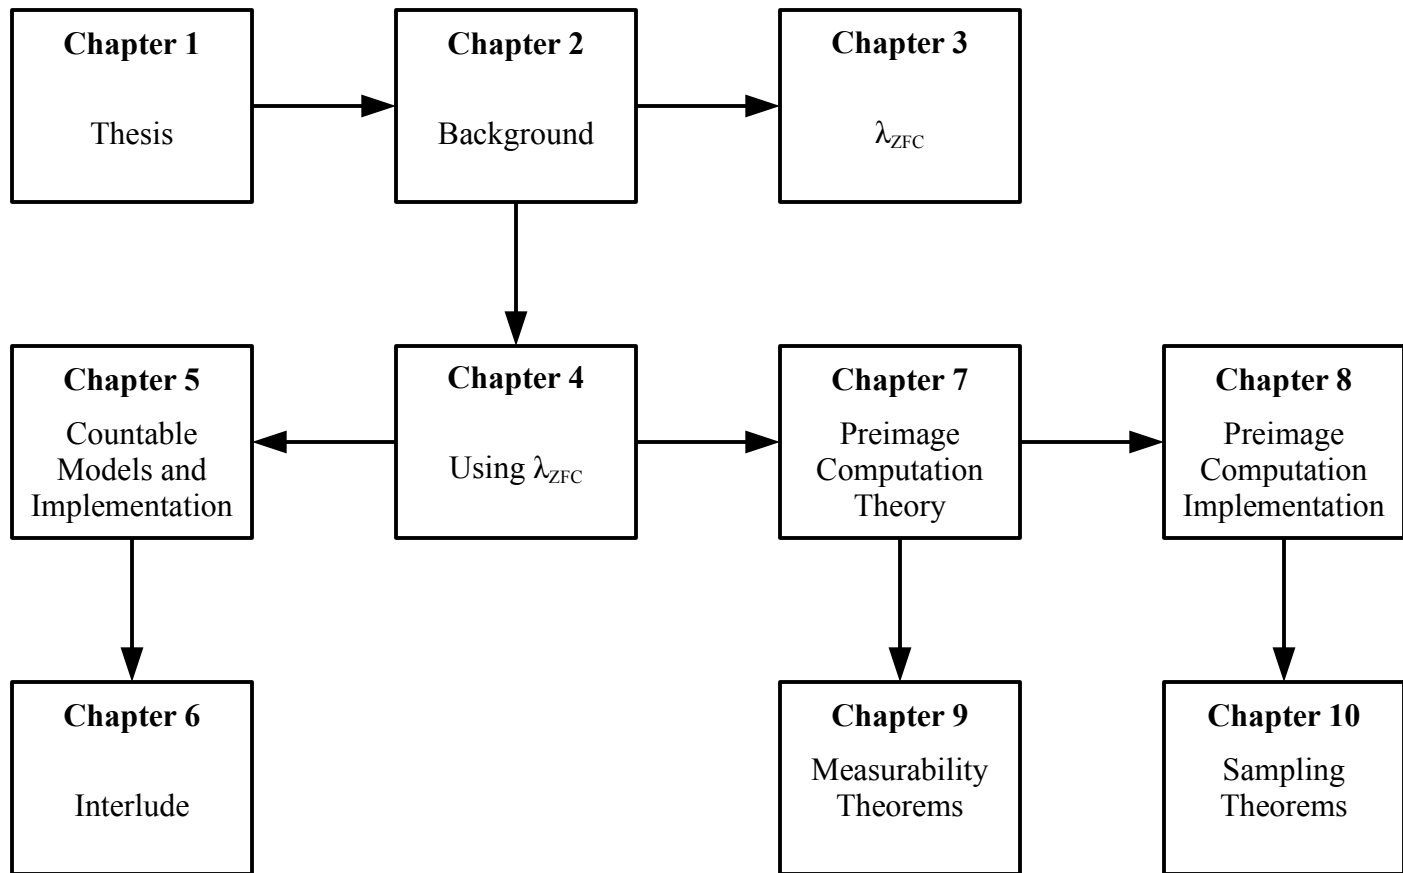 Chapter 1
Thesis
Chapter 2
Background
Chapter 3
λZFC
Chapter 5
Countable
Models and
Implementation
Chapter 4
Using λZFC
Chapter 7
Preimage
Computation
Theory
Chapter 8
Preimage
Computation
Implementation
Chapter 6
Interlude
Chapter 9
Measurability
Theorems
Chapter 10
Sampling
Theorems